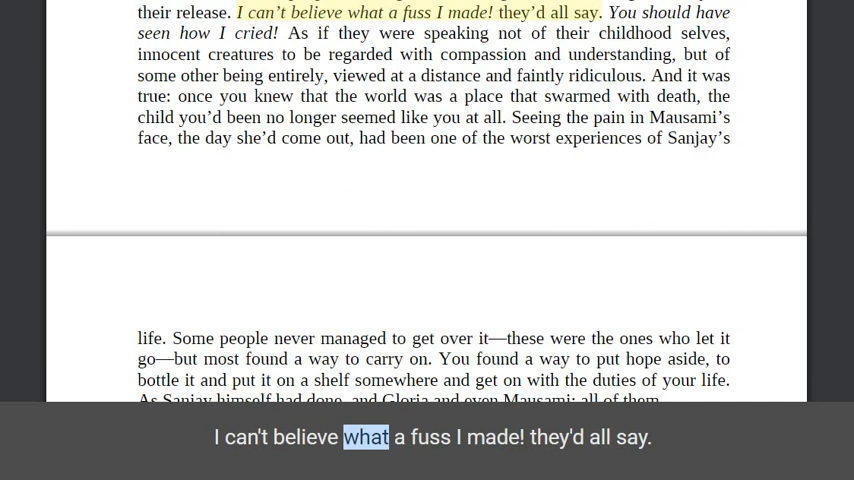 their release. I can’t believe what a fuss I made! they’d all say. You should have
seen how I cried! As if they were speaking not of their childhood selves,
innocent creatures to be regarded with compassion and understanding, but of
some other being entirely, viewed at a distance and faintly ridiculous. And it was
true: once you knew that the world was a place that swarmed with death, the
child you’d been no longer seemed like you at all. Seeing the pain in Mausami’s
face, the day she’d come out, had been one of the worst experiences of Sanjay’s
life. Some people never managed to get over it—these were the ones who let it
go—but most found a way to carry on. You found a way to put hope aside, to
bottle it and put it on a shelf somewhere and get on with the duties of your life.
As Sanjay himself had done, and Gloria and even Mausami; all of them.
I can't believe what a fuss I made! they'd all say.